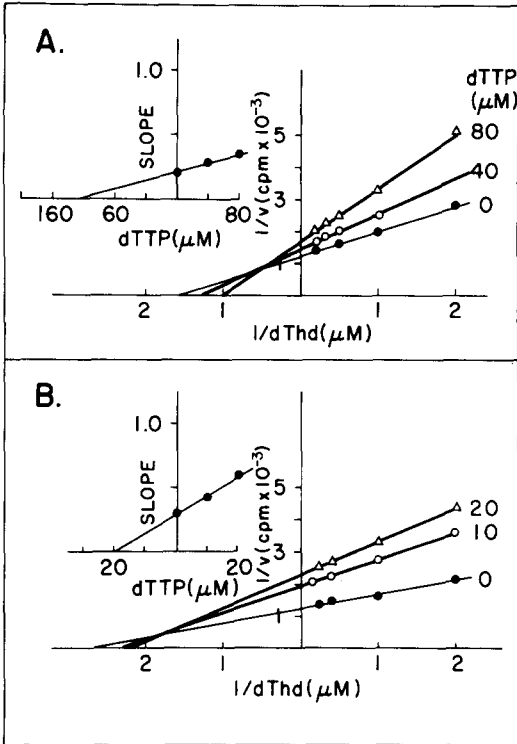 A.
1.0
SLOPE
160 60 80
dTTP(μM)
1/v(cpm x 10⁻³)
5
3
1
dTTP
(μM)
80
40
0
2 1 1 2
1/dThd(μM)
B.
1.0
SLOPE
20 20
dTTP(μM)
1/v(cpm x 10⁻³)
5
3
1
20
10
0
2 1 1 2
1/dThd(μM)